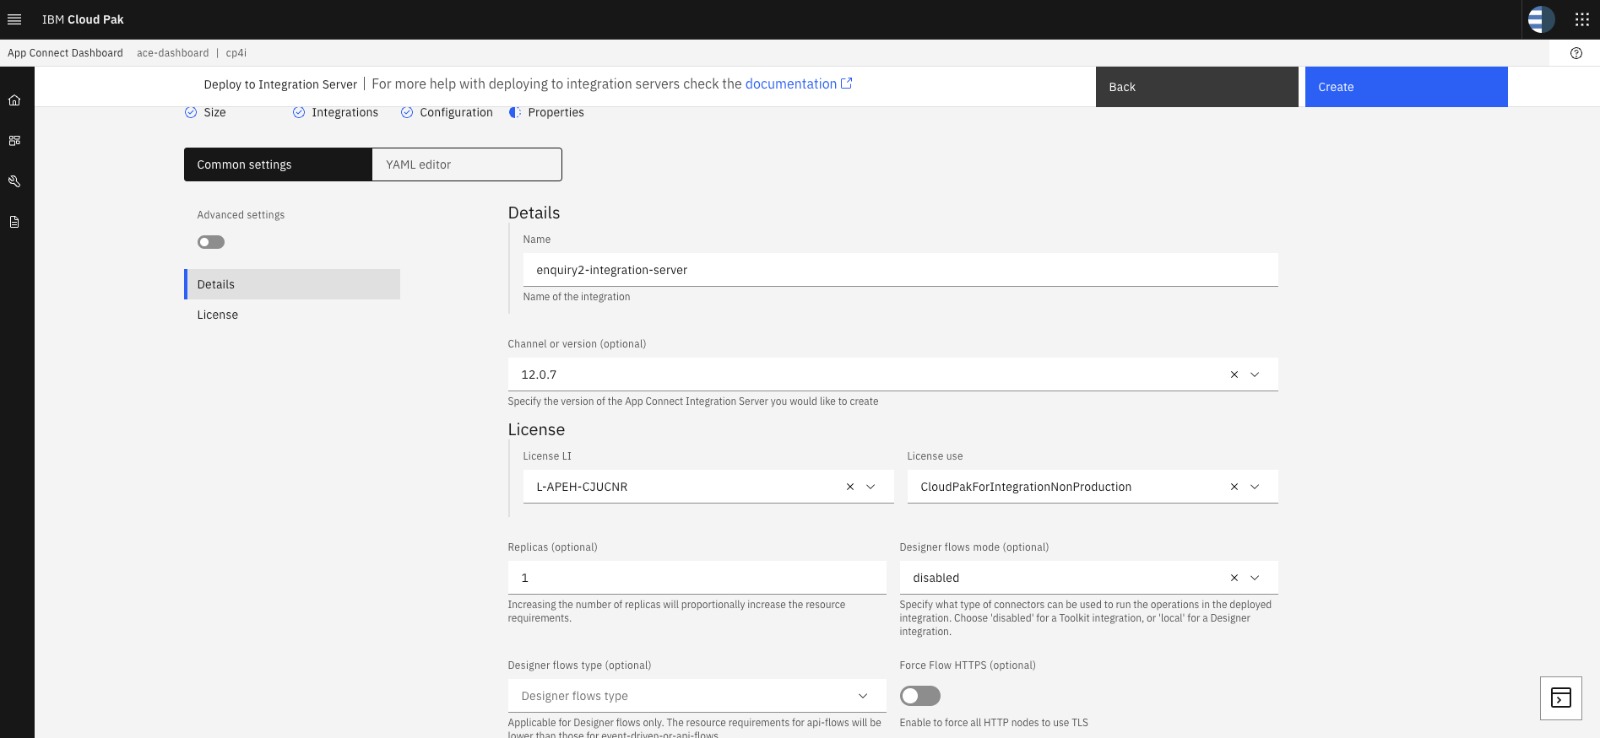 IBM Cloud Pak
App Connect Dashboard ace-dashboard | cp4i
Deploy to Integration Server | For more help with deploying to integration servers check the documentation
Back
Create
Size Integrations Configuration Properties
Common settings YAML editor
Advanced settings
Details
License
Details
Name
enquiry2-integration-server
Name of the integration
Channel or version (optional)
12.0.7
Specify the version of the App Connect Integration Server you would like to create
License
License LI
L-APEH-CJUCNR
License use
CloudPakForIntegrationNonProduction
Replicas (optional)
1
Increasing the number of replicas will proportionally increase the resource
requirements.
Designer flows mode (optional)
disabled
Specify what type of connectors can be used to run the operations in the deployed
integration. Choose 'disabled' for a Toolkit integration, or 'local' for a Designer
integration.
Designer flows type (optional)
Designer flows type
Applicable for Designer flows only. The resource requirements for api-flows will be
lower than those for event-driven-or-api-flows.
Force Flow HTTPS (optional)
Enable to force all HTTP nodes to use TLS